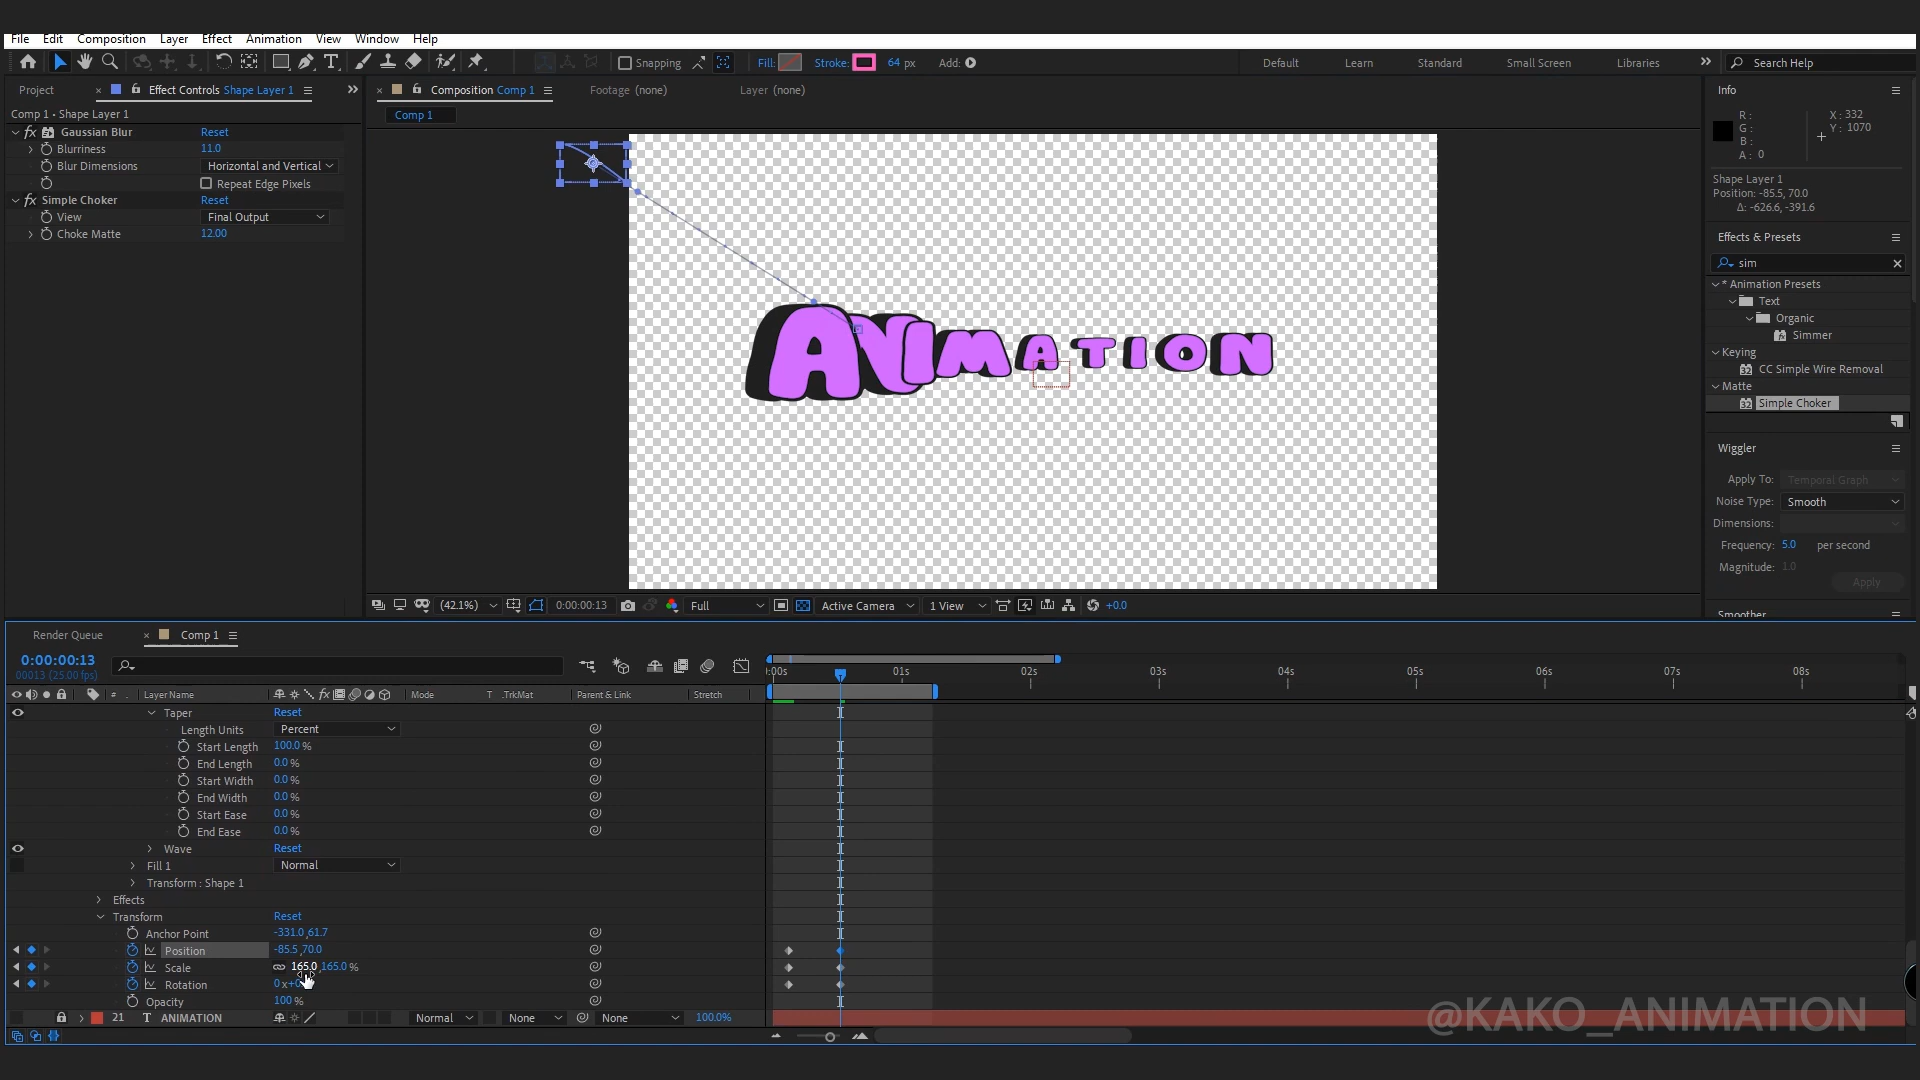 File Edit Composition Layer Effect Animation View Window Help
Snapping Fill: Stroke: 64 px Add: Default Learn Standard Small Screen Libraries Search Help
Project Effect Controls Shape Layer 1 Composition Comp 1 Footage (none) Layer (none) Info
Comp 1 • Shape Layer 1 Comp 1
fx Gaussian Blur Reset
Blurriness 11.0
Blur Dimensions Horizontal and Vertical
Repeat Edge Pixels
fx Simple Choker Reset
View Final Output
Choke Matte 12.00
ANIMATION
R: X: 332
G: Y: 1070
B:
A: 0
Shape Layer 1
Position: -85.5, 70.0
Δ: -626.6, -391.6
Effects & Presets
sim
* Animation Presets
Text
Organic
Simmer
Keying
CC Simple Wire Removal
Matte
Simple Choker
Wiggler
Apply To: Temporal Graph
Noise Type: Smooth
Dimensions:
Frequency: 5.0 per second
Magnitude: 1.0
Apply
Smoother
(42.1%) 0:00:00:13 Full Active Camera 1 View +0.0
Render Queue Comp 1
0:00:00:13
00013 (25.00 fps)
:00s 01s 02s 03s 04s 05s 06s 07s 08s
# Layer Name fx Mode T .TrkMat Parent & Link Stretch
Taper Reset
Length Units Percent
Start Length 100.0 %
End Length 0.0 %
Start Width 0.0 %
End Width 0.0 %
Start Ease 0.0 %
End Ease 0.0 %
Wave Reset
Fill 1 Normal
Transform : Shape 1
Effects
Transform Reset
Anchor Point -331.0,61.7
Position -85.5,70.0
Scale 165.0,165.0 %
Rotation 0x+0
Opacity 100 %
21 T ANIMATION Normal None None 100.0%
@KAKO_ANIMATION